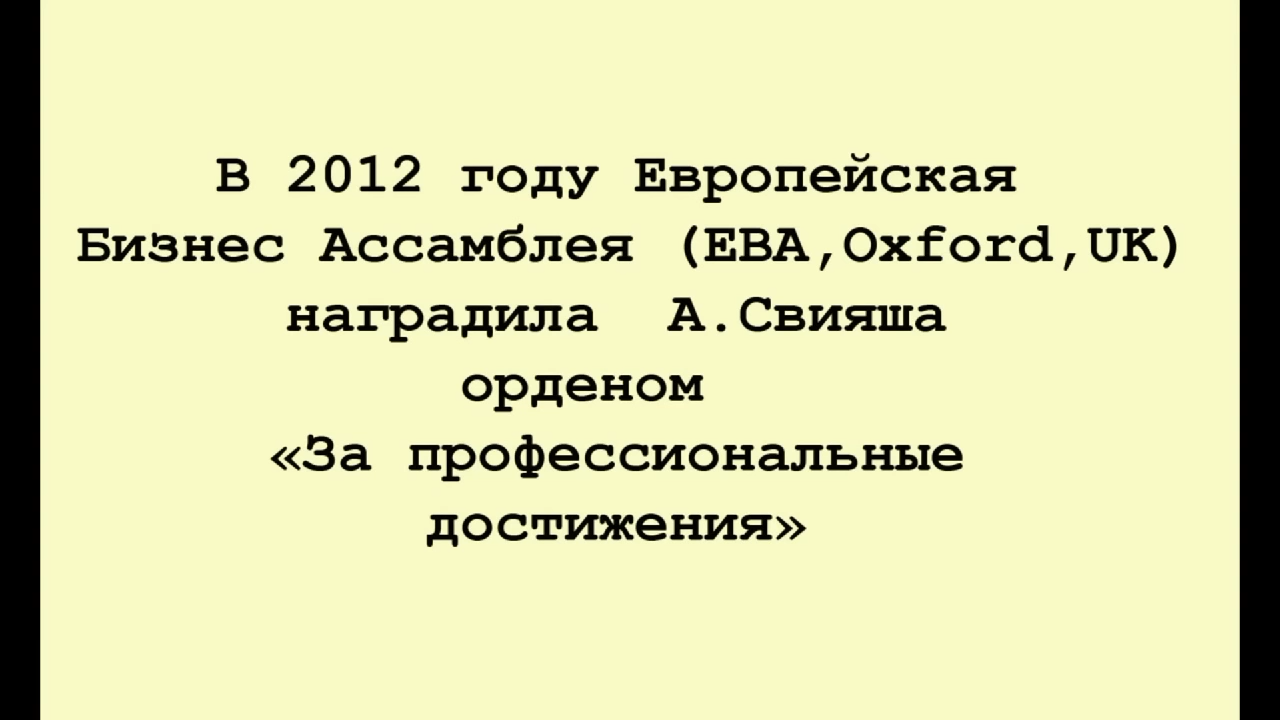 В 2012 году Европейская
Бизнес Ассамблея (EBA,Oxford,UK)
наградила А.Свияша
орденом
«За профессиональные
достижения»